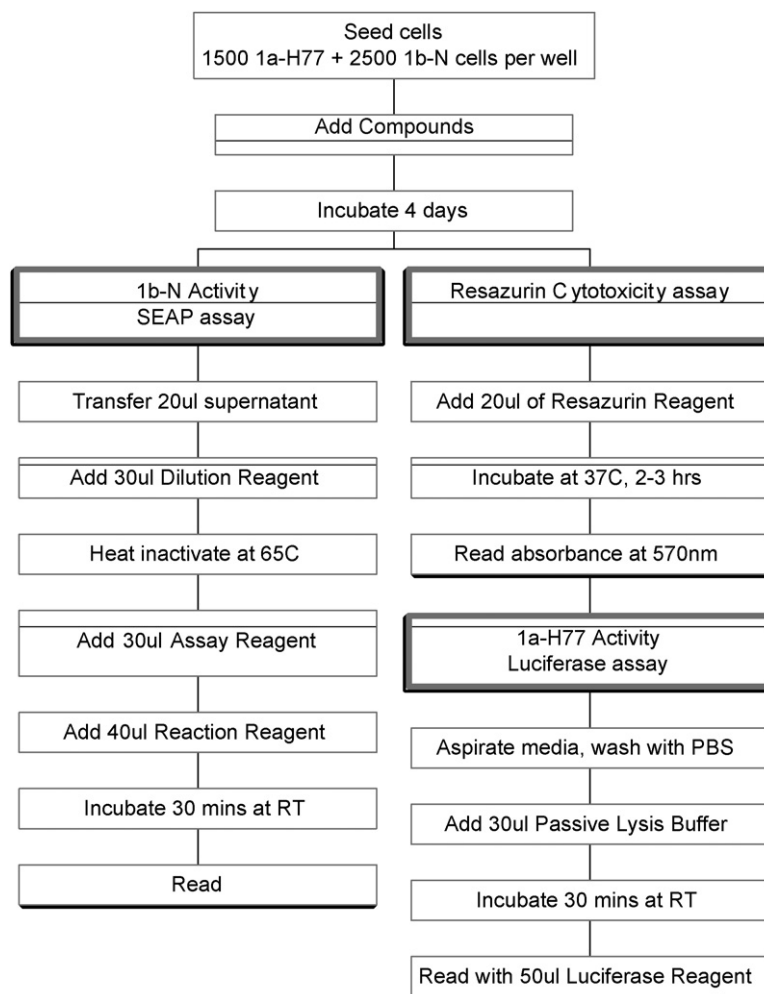 Seed cells
1500 1a-H77 + 2500 1b-N cells per well
Add Compounds
Incubate 4 days
1b-N Activity
SEAP assay
Transfer 20ul supernatant
Add 30ul Dilution Reagent
Heat inactivate at 65C
Add 30ul Assay Reagent
Add 40ul Reaction Reagent
Incubate 30 mins at RT
Read
Resazurin Cytotoxicity assay
Add 20ul of Resazurin Reagent
Incubate at 37C, 2-3 hrs
Read absorbance at 570nm
1a-H77 Activity
Luciferase assay
Aspirate media, wash with PBS
Add 30ul Passive Lysis Buffer
Incubate 30 mins at RT
Read with 50ul Luciferase Reagent